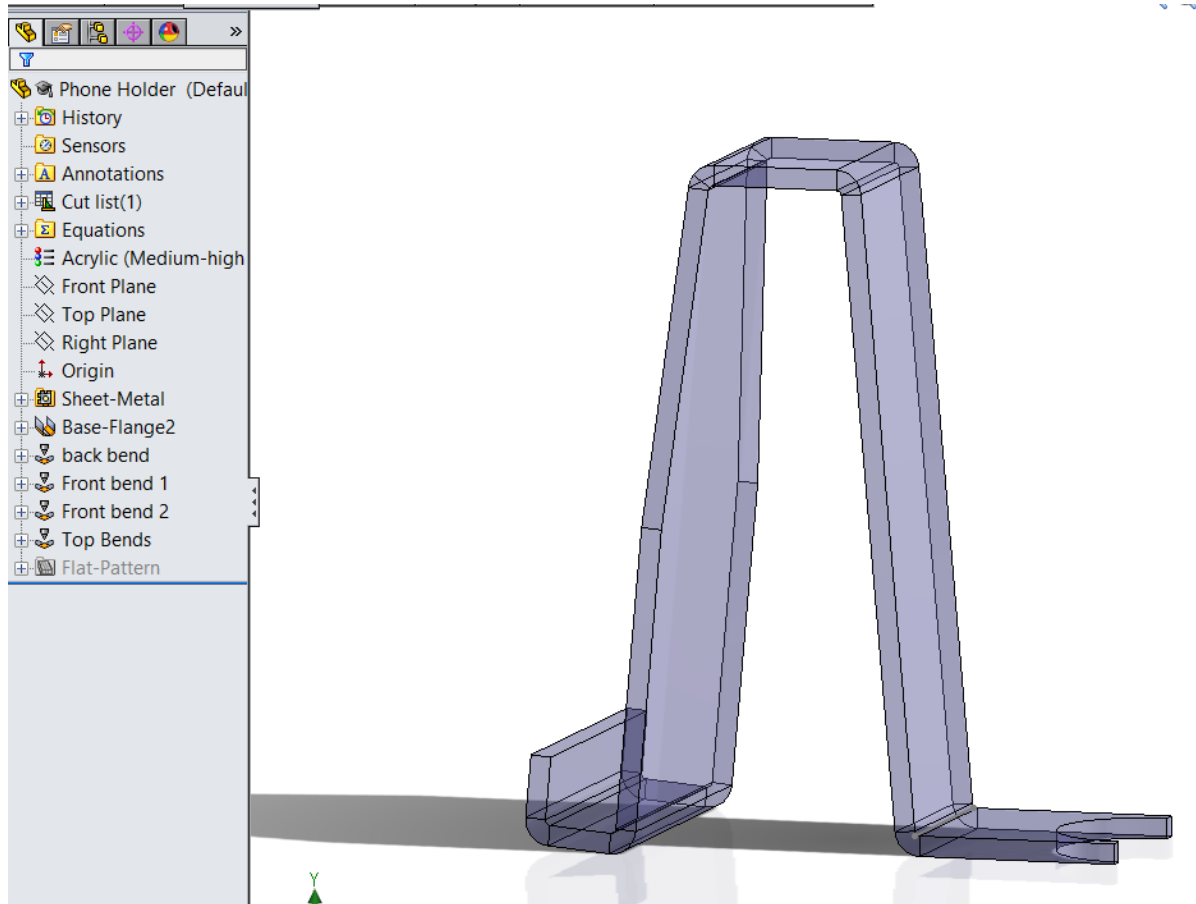 »
Phone Holder (Defaul
History
Sensors
Annotations
Cut list(1)
Equations
Acrylic (Medium-high
Front Plane
Top Plane
Right Plane
Origin
Sheet-Metal
Base-Flange2
back bend
Front bend 1
Front bend 2
Top Bends
Flat-Pattern
Y